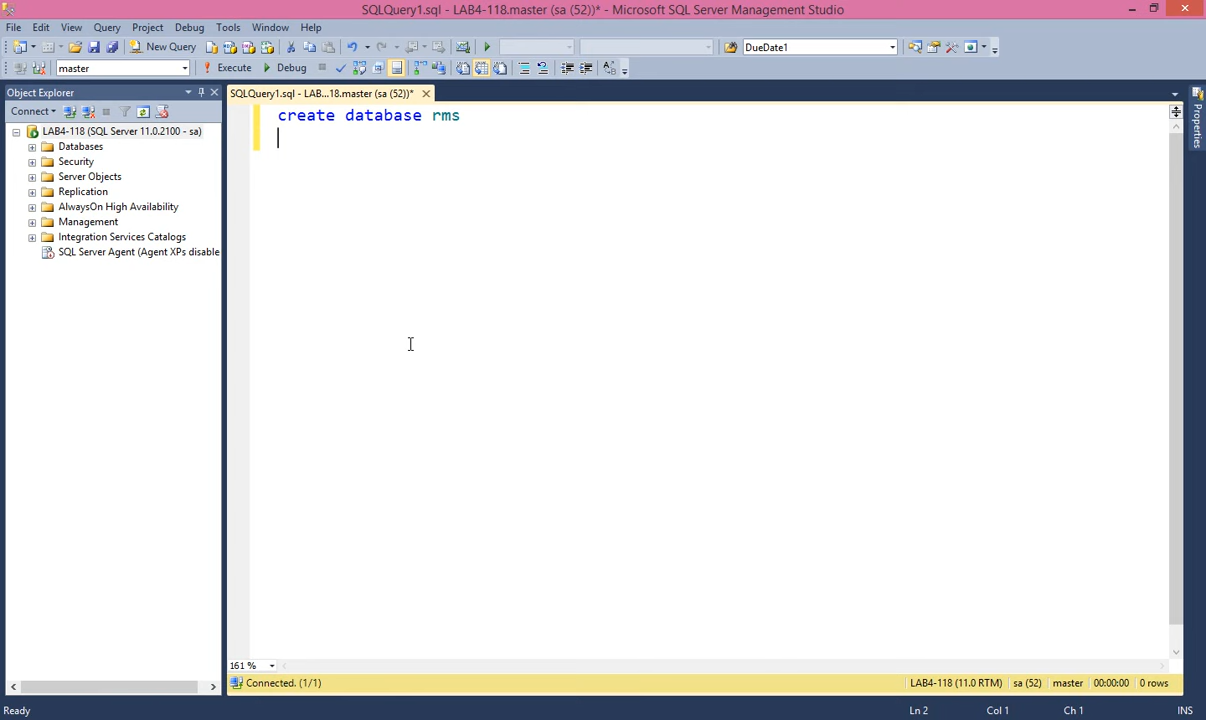 SQLQuery1.sql - LAB4-118.master (sa (52))* - Microsoft SQL Server Management Studio
File Edit View Query Project Debug Tools Window Help
New Query DueDate1
master Execute Debug
Object Explorer
SQLQuery1.sql - LAB...18.master (sa (52))*
Connect
LAB4-118 (SQL Server 11.0.2100 - sa)
Databases
Security
Server Objects
Replication
AlwaysOn High Availability
Management
Integration Services Catalogs
SQL Server Agent (Agent XPs disable
create database rms
Properties
161 %
Connected. (1/1) LAB4-118 (11.0 RTM) sa (52) master 00:00:00 0 rows
Ready Ln 2 Col 1 Ch 1 INS